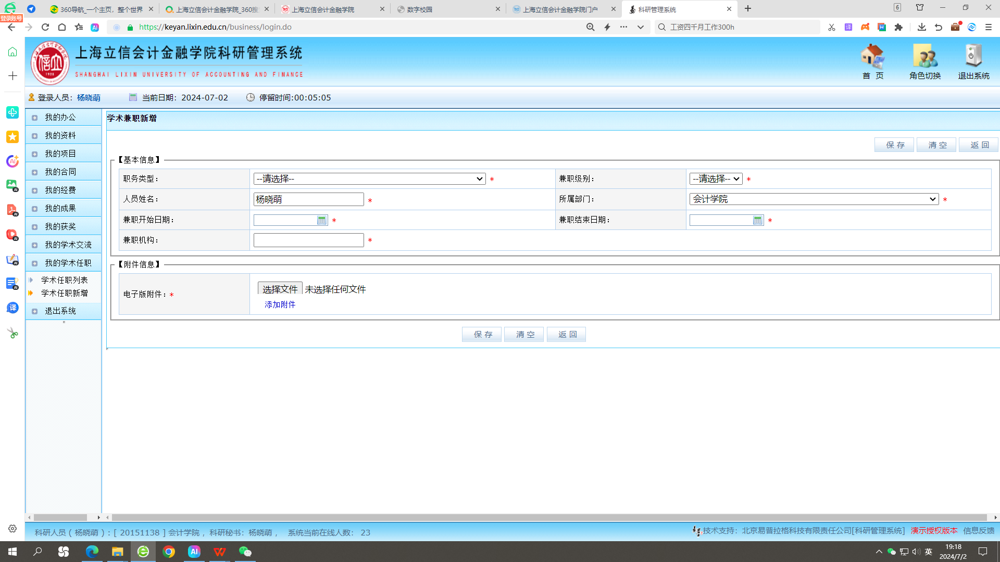 360导航_一个主页，整个世界
上海立信会计金融学院_360搜
上海立信会计金融学院
数字校园
上海立信会计金融学院门户
科研管理系统
6
登录账号
https://keyan.lixin.edu.cn/business/login.do
工资四千月工作300h
上海立信会计金融学院科研管理系统
SHANGHAI LIXIN UNIVERSITY OF ACCOUNTING AND FINANCE
首 页
角色切换
退出系统
登录人员： 杨晓萌
当前日期： 2024-07-02
停留时间:00:05:05
我的办公
我的资料
我的项目
我的合同
我的经费
我的成果
我的获奖
我的学术交流
我的学术任职
学术任职列表
学术任职新增
退出系统
学术兼职新增
保 存
清 空
返 回
【基本信息】
职务类型：
--请选择-- *
兼职级别：
--请选择-- *
人员姓名：
杨晓萌 *
所属部门：
会计学院 *
兼职开始日期：
*
兼职结束日期：
*
兼职机构：
*
【附件信息】
电子版附件：*
选择文件 未选择任何文件
添加附件
保 存
清 空
返 回
科研人员 ( 杨晓萌 ) : [ 20151138 ] 会计学院 ， 科研秘书： 杨晓萌 ， 系统当前在线人数： 23
技术支持：北京易普拉格科技有限责任公司[科研管理系统] 演示授权版本 信息反馈
英
19:18
2024/7/2